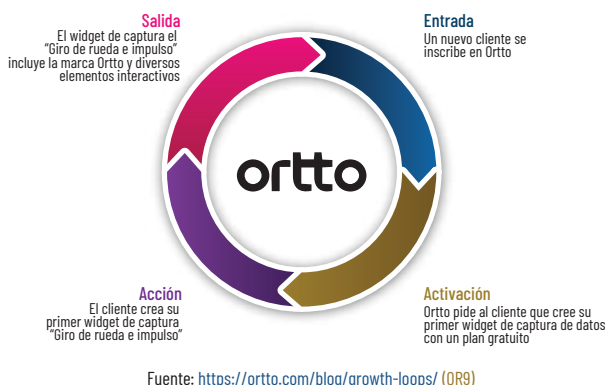 Salida
El widget de captura el
“Giro de rueda e impulso”
incluye la marca Ortto y diversos
elementos interactivos
Entrada
Un nuevo cliente se
inscribe en Ortto
ortto
Acción
El cliente crea su
primer widget de captura
“Giro de rueda e impulso”
Activación
Ortto pide al cliente que cree su
primer widget de captura de datos
con un plan gratuito
Fuente: https://ortto.com/blog/growth-loops/ (QR9)